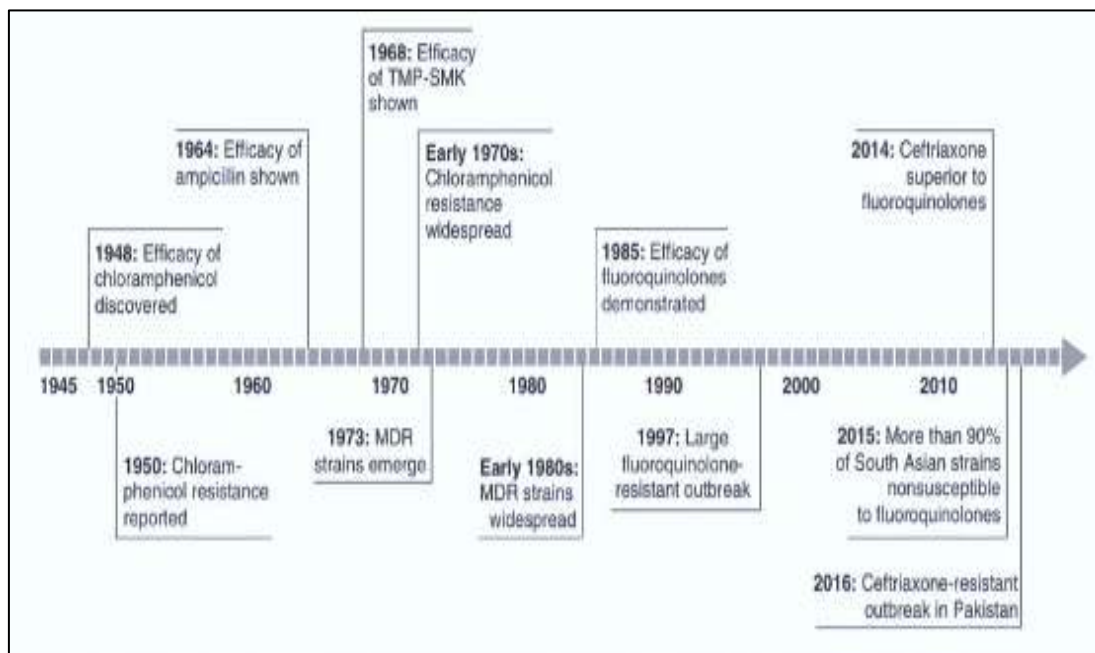 1968: Efficacy
of TMP-SMK
shown
1964: Efficacy of
ampicillin shown
Early 1970s:
Chloramphenicol
resistance
widespread
2014: Ceftriaxone
superior to
fluoroquinolones
1948: Efficacy of
chloramphenicol
discovered
1985: Efficacy of
fluoroquinolones
demonstrated
1945 1950 1960 1970 1980 1990 2000 2010
1950: Chloram-
phenicol resistance
reported
1973: MDR
strains emerge
Early 1980s:
MDR strains
widespread
1997: Large
fluoroquinolone-
resistant outbreak
2015: More than 90%
of South Asian strains
nonsusceptible
to fluoroquinolones
2016: Ceftriaxone-resistant
outbreak in Pakistan